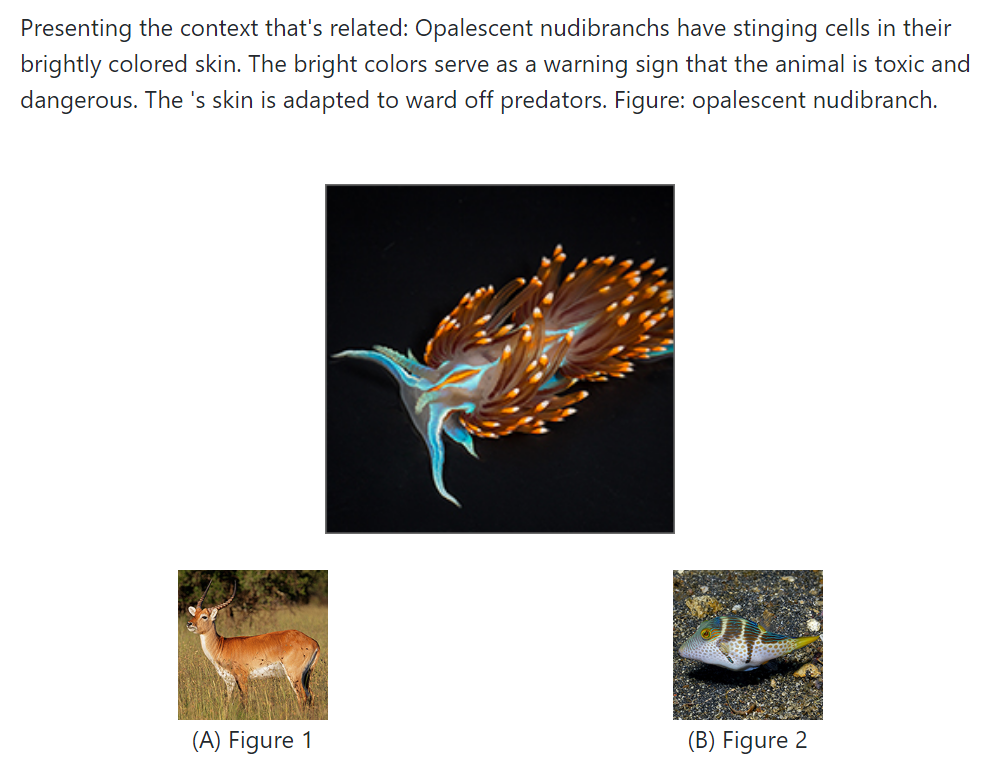 Presenting the context that's related: Opalescent nudibranchs have stinging cells in their
brightly colored skin. The bright colors serve as a warning sign that the animal is toxic and
dangerous. The 's skin is adapted to ward off predators. Figure: opalescent nudibranch.
(A) Figure 1
(B) Figure 2